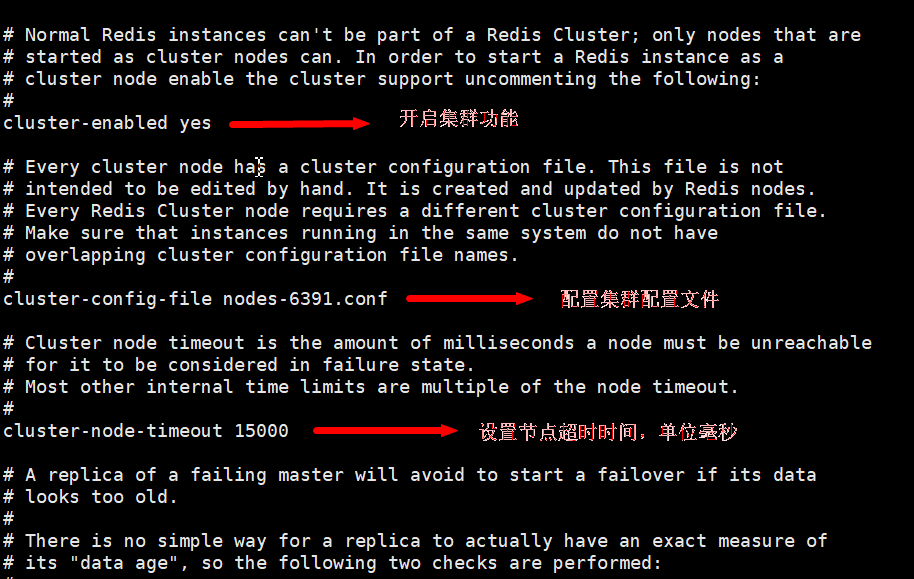 # Normal Redis instances can't be part of a Redis Cluster; only nodes that are
# started as cluster nodes can. In order to start a Redis instance as a
# cluster node enable the cluster support uncommenting the following:
#
cluster-enabled yes 开启集群功能
# Every cluster node has a cluster configuration file. This file is not
# intended to be edited by hand. It is created and updated by Redis nodes.
# Every Redis Cluster node requires a different cluster configuration file.
# Make sure that instances running in the same system do not have
# overlapping cluster configuration file names.
#
cluster-config-file nodes-6391.conf 配置集群配置文件
# Cluster node timeout is the amount of milliseconds a node must be unreachable
# for it to be considered in failure state.
# Most other internal time limits are multiple of the node timeout.
#
cluster-node-timeout 15000 设置节点超时时间，单位毫秒
# A replica of a failing master will avoid to start a failover if its data
# looks too old.
#
# There is no simple way for a replica to actually have an exact measure of
# its "data age", so the following two checks are performed:
#